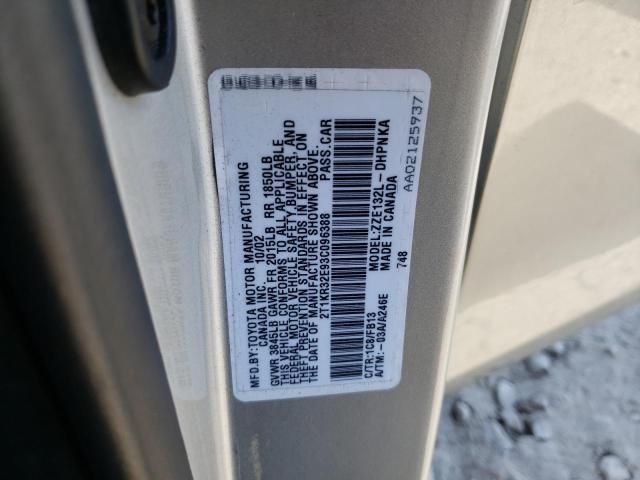 MFD.BY:TOYOTA MOTOR MANUFACTURING
CANADA INC. 10/02
GVWR 3845LB GAWR FR 2015LB RR 1850LB
THIS VEHICLE CONFORMS TO ALL APPLICABLE
FEDERAL MOTOR VEHICLE SAFETY, BUMPER, AND
THEFT PREVENTION STANDARDS IN EFFECT ON
THE DATE OF MANUFACTURE SHOWN ABOVE.
2T1KR32E93C096388 PASS.CAR
C/TR:1C8/FB13 MODEL:ZZE132L-DHPNKA
A/TM:-03A/A246E MADE IN CANADA
748
AA02125937